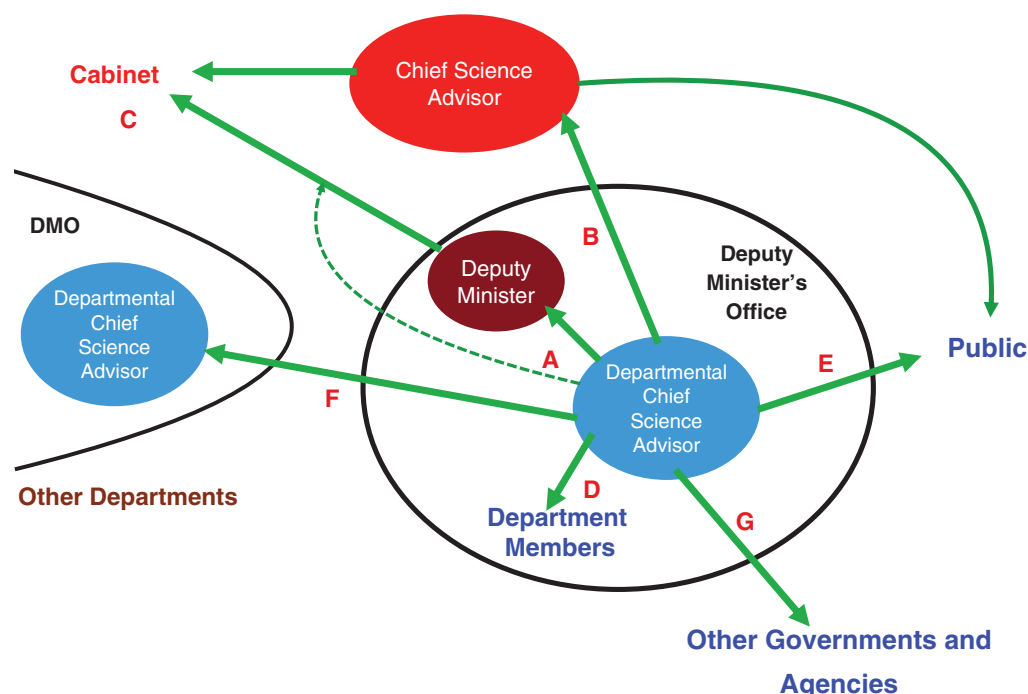 Chief Science
Advisor
Cabinet
C
DMO
B
Deputy
Minister's
Office
Deputy
Minister
Departmental
Chief
Science
Advisor
A
Departmental
Chief
Science
Advisor
E
Public
F
D
Other Departments
Department
Members
G
Other Governments and
Agencies